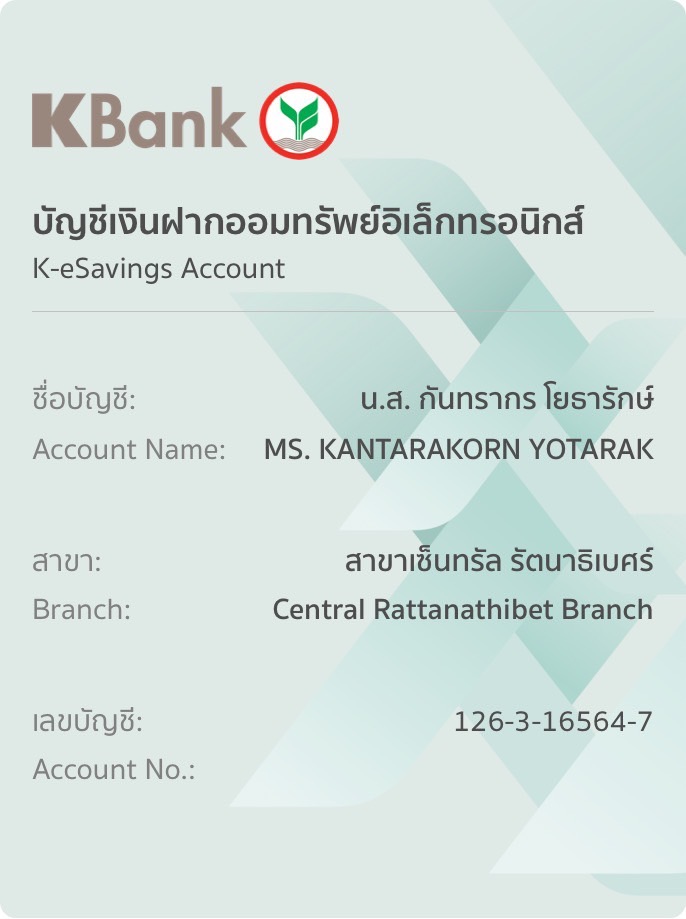 KBank
บัญชีเงินฝากออมทรัพย์อิเล็กทรอนิกส์
K-eSavings Account
ชื่อบัญชี: น.ส. กันทรากร โยธารักษ์
Account Name: MS. KANTARAKORN YOTARAK
สาขา: สาขาเซ็นทรัล รัตนาธิเบศร์
Branch: Central Rattanathibet Branch
เลขบัญชี: 126-3-16564-7
Account No.: